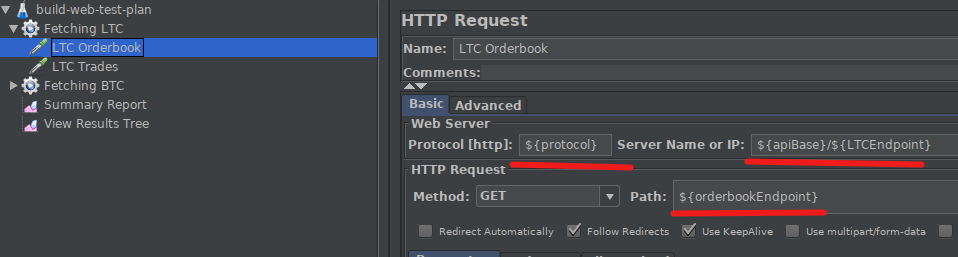 build-web-test-plan
Fetching LTC
LTC Orderbook
LTC Trades
Fetching BTC
Summary Report
View Results Tree
HTTP Request
Name: LTC Orderbook
Comments:
Basic Advanced
Web Server
Protocol [http]: ${protocol} Server Name or IP: ${apiBase}/${LTCEndpoint}
HTTP Request
Method: GET Path: ${orderbookEndpoint}
Redirect Automatically Follow Redirects Use KeepAlive Use multipart/form-data